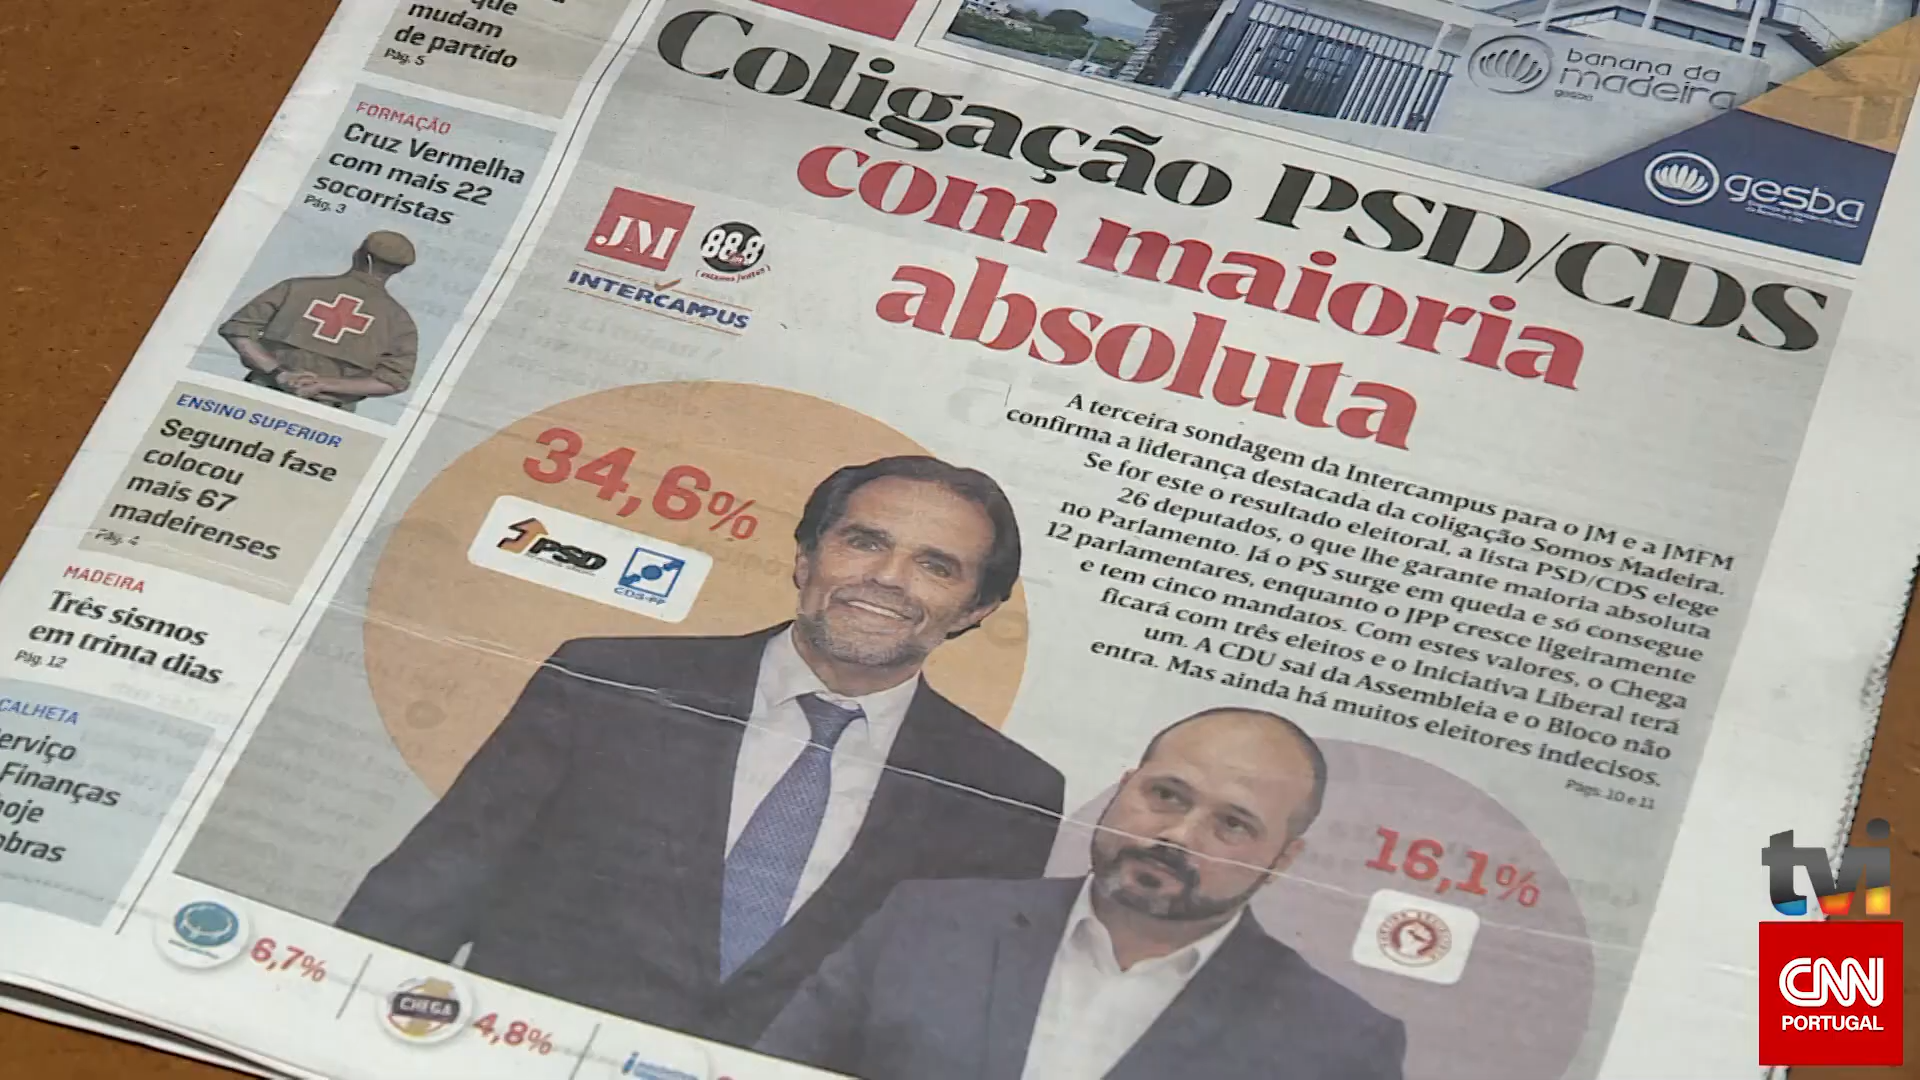 que
mudam
de partido
Pág. 5
FORMAÇÃO
Cruz Vermelha
com mais 22
socorristas
Pág. 3
ENSINO SUPERIOR
Segunda fase
colocou
mais 67
madeirenses
Pág. 4
MADEIRA
Três sismos
em trinta dias
Pág. 12
CALHETA
erviço
Finanças
hoje
obras
banana da
madeira
gesba
gesba
Coligação PSD/CDS
com maioria
absoluta
JM
88.8
INTERCAMPUS
A terceira sondagem da Intercampus para o JM e a JMFM
confirma a liderança destacada da coligação Somos Madeira.
Se for este o resultado eleitoral, a lista PSD/CDS elege
26 deputados, o que lhe garante maioria absoluta
no Parlamento. Já o PS surge em queda e só consegue
12 parlamentares, enquanto o JPP cresce ligeiramente
e tem cinco mandatos. Com estes valores, o Chega
ficará com três eleitos e o Iniciativa Liberal terá
um. A CDU sai da Assembleia e o Bloco não
entra. Mas ainda há muitos eleitores indecisos.
Págs. 10 e 11
34,6%
PSD
CDS-PP
16,1%
6,7%
CHEGA
4,8%
tvi
CNN
PORTUGAL